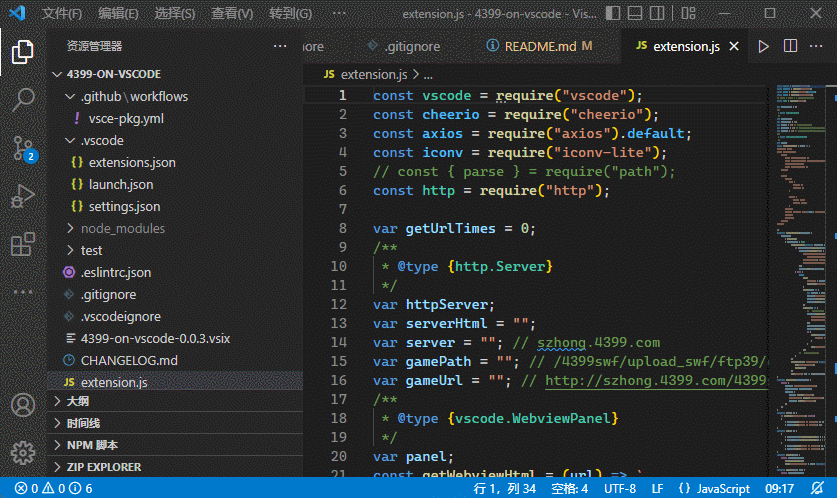 文件(F) 编辑(E) 选择(S) 查看(V) 转到(G) ··· extension.js - 4399-on-vscode - Vis...
资源管理器 ···
nore .gitignore README.md M JS extension.js
JS extension.js > ...
4399-ON-VSCODE
.github\workflows
vsce-pkg.yml
.vscode
extensions.json
launch.json
settings.json
node_modules
test
.eslintrc.json
.gitignore
.vscodeignore
4399-on-vscode-0.0.3.vsix
CHANGELOG.md
JS extension.js
大纲
时间线
NPM 脚本
ZIP EXPLORER
2
1 const vscode = require("vscode");
2 const cheerio = require("cheerio");
3 const axios = require("axios").default;
4 const iconv = require("iconv-lite");
5 // const { parse } = require("path");
6 const http = require("http");
7
8 var getUrlTimes = 0;
9 /**
10 * @type {http.Server}
11 */
12 var httpServer;
13 var serverHtml = "";
14 var server = ""; // szhong.4399.com
15 var gamePath = ""; // /4399swf/upload_swf/ftp39/
16 var gameUrl = ""; // http://szhong.4399.com/4399
17 /**
18 * @type {vscode.WebviewPanel}
19 */
20 var panel;
21 const getWebviewHtml = (url) => `
0 0 6 行 1，列 34 空格: 4 UTF-8 LF {} JavaScript 09:17